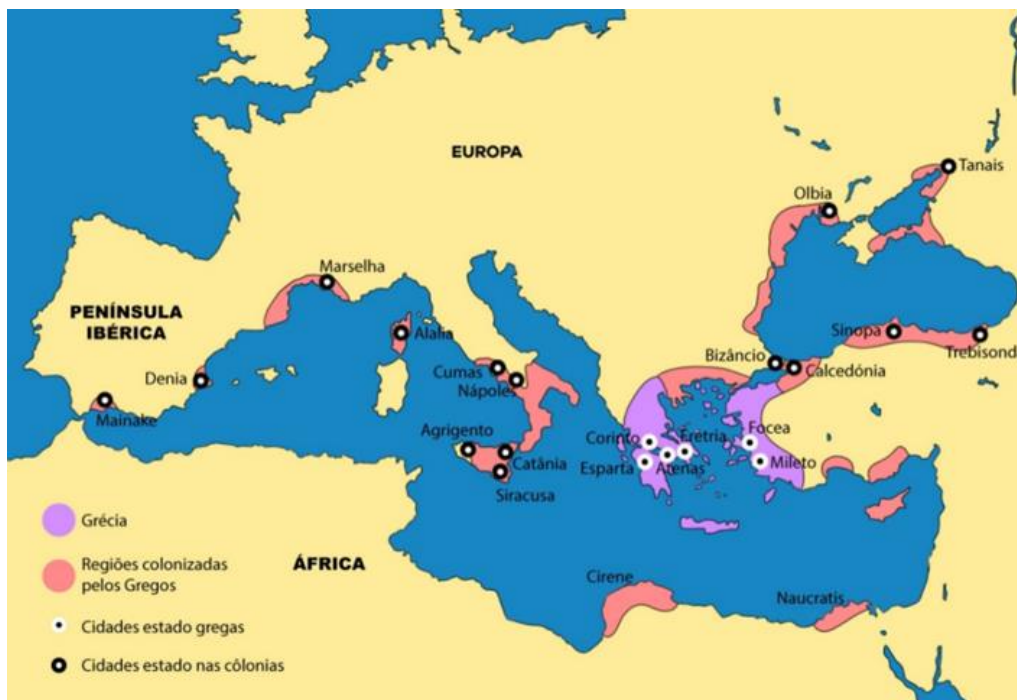 EUROPA
Tanais
Olbia
Marselha
PENÍNSULA
IBÉRICA
Alalia
Sinopa
Trebisond
Bizâncio
Calcedónia
Denia
Cumas
Nápoles
Mainake
Agrigento
Corinto
Erétria
Focea
Catânia
Esparta
Atenas
Mileto
Siracusa
Grécia
Regiões colonizadas
pelos Gregos
ÁFRICA
Cirene
Naucratis
Cidades estado gregas
Cidades estado nas côlonias